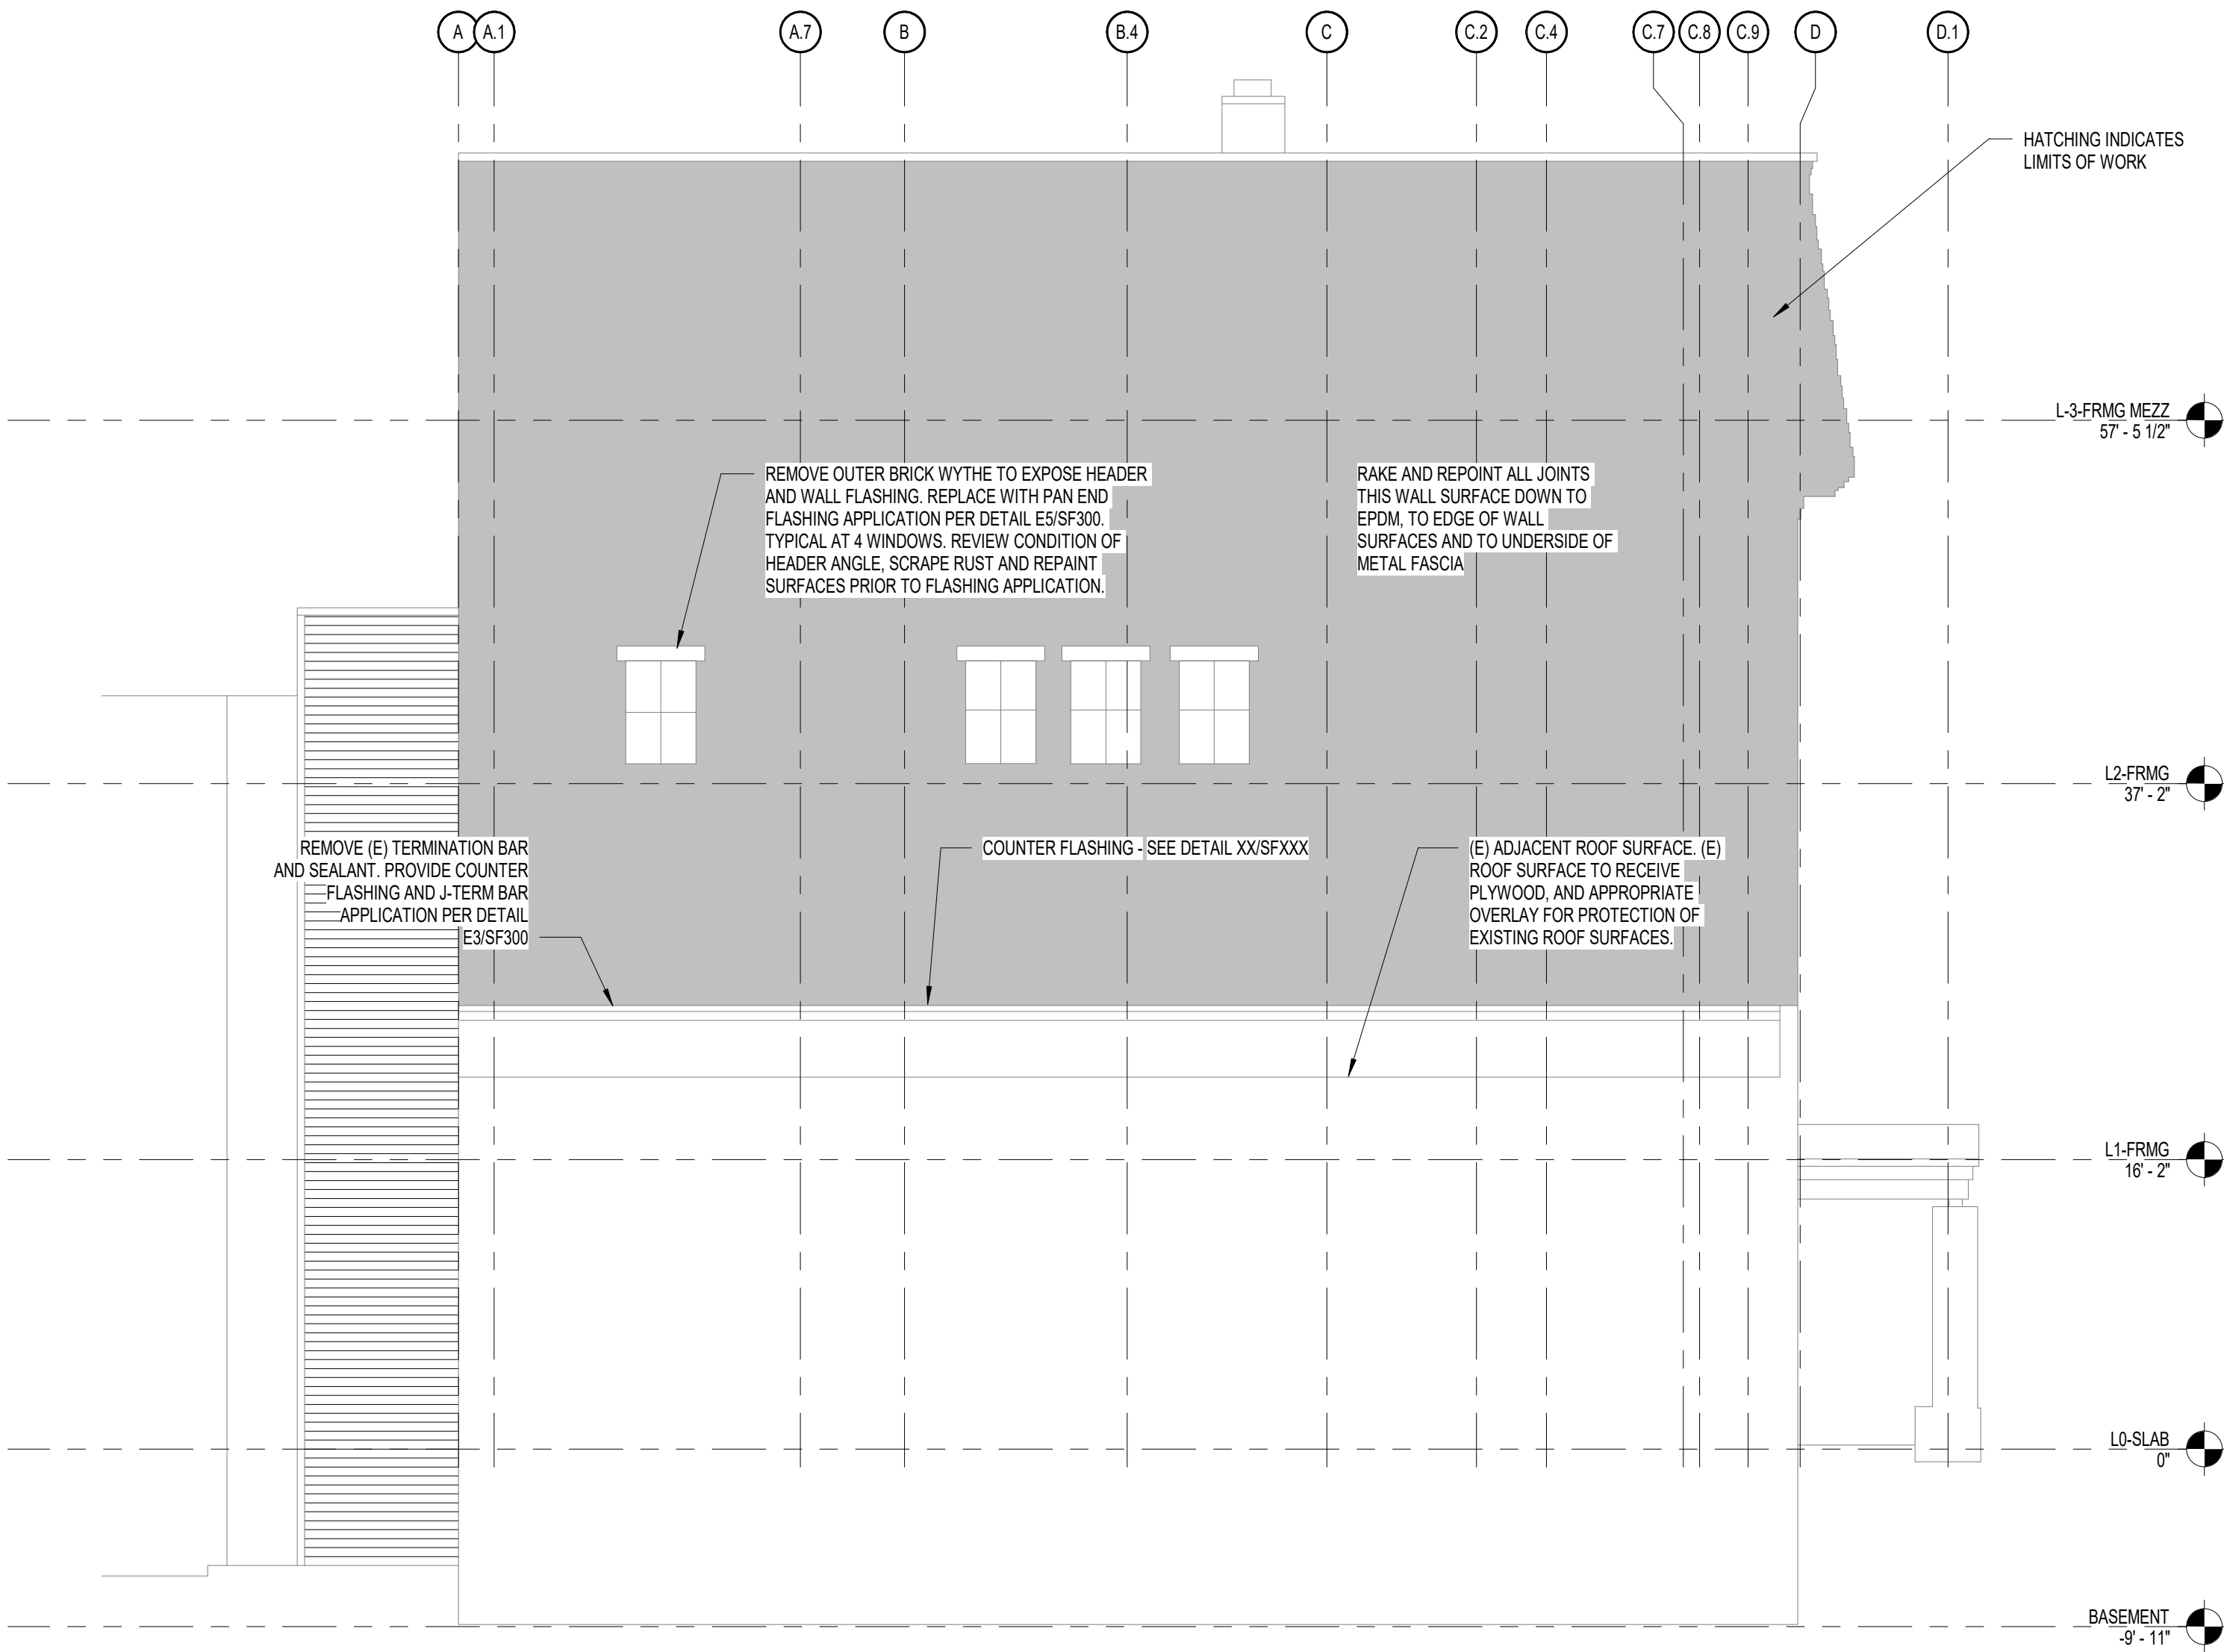 A
A.1
A.7
B
B.4
C
C.2
C.4
C.7
C.8
C.9
D
D.1
HATCHING INDICATES
LIMITS OF WORK
L-3-FRMG MEZZ
57' - 5 1/2"
REMOVE OUTER BRICK WYTHE TO EXPOSE HEADER
AND WALL FLASHING. REPLACE WITH PAN END
FLASHING APPLICATION PER DETAIL E5/SF300.
TYPICAL AT 4 WINDOWS. REVIEW CONDITION OF
HEADER ANGLE, SCRAPE RUST AND REPAINT
SURFACES PRIOR TO FLASHING APPLICATION.
RAKE AND REPOINT ALL JOINTS
THIS WALL SURFACE DOWN TO
EPDM, TO EDGE OF WALL
SURFACES AND TO UNDERSIDE OF
METAL FASCIA
L2-FRMG
37' - 2"
REMOVE (E) TERMINATION BAR
AND SEALANT. PROVIDE COUNTER
FLASHING AND J-TERM BAR
APPLICATION PER DETAIL
E3/SF300
COUNTER FLASHING - SEE DETAIL XX/SFXXX
(E) ADJACENT ROOF SURFACE. (E)
ROOF SURFACE TO RECEIVE
PLYWOOD, AND APPROPRIATE
OVERLAY FOR PROTECTION OF
EXISTING ROOF SURFACES.
L1-FRMG
16' - 2"
L0-SLAB
0"
BASEMENT
-9' - 11"